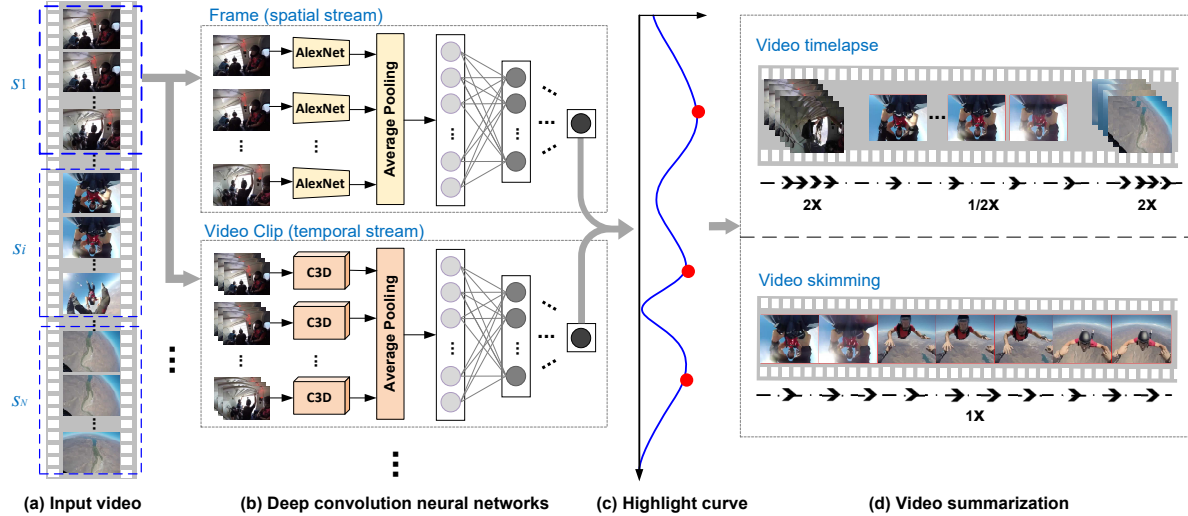 S1
Si
SN
Frame (spatial stream)
AlexNet
AlexNet
AlexNet
Average Pooling
Video Clip (temporal stream)
C3D
C3D
C3D
Average Pooling
Video timelapse
2X
1/2X
2X
Video skimming
1X
(a) Input video
(b) Deep convolution neural networks
(c) Highlight curve
(d) Video summarization